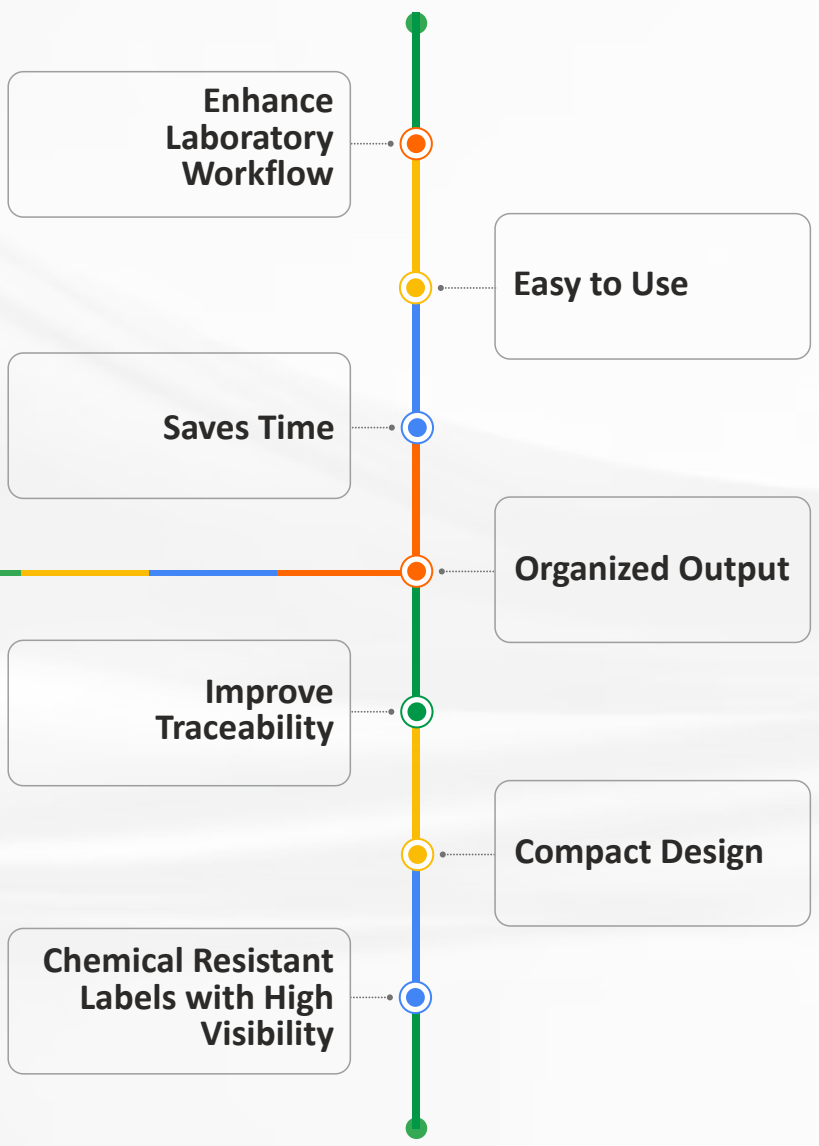 Enhance
Laboratory
Workflow
Easy to Use
Saves Time
Organized Output
Improve
Traceability
Compact Design
Chemical Resistant
Labels with High
Visibility